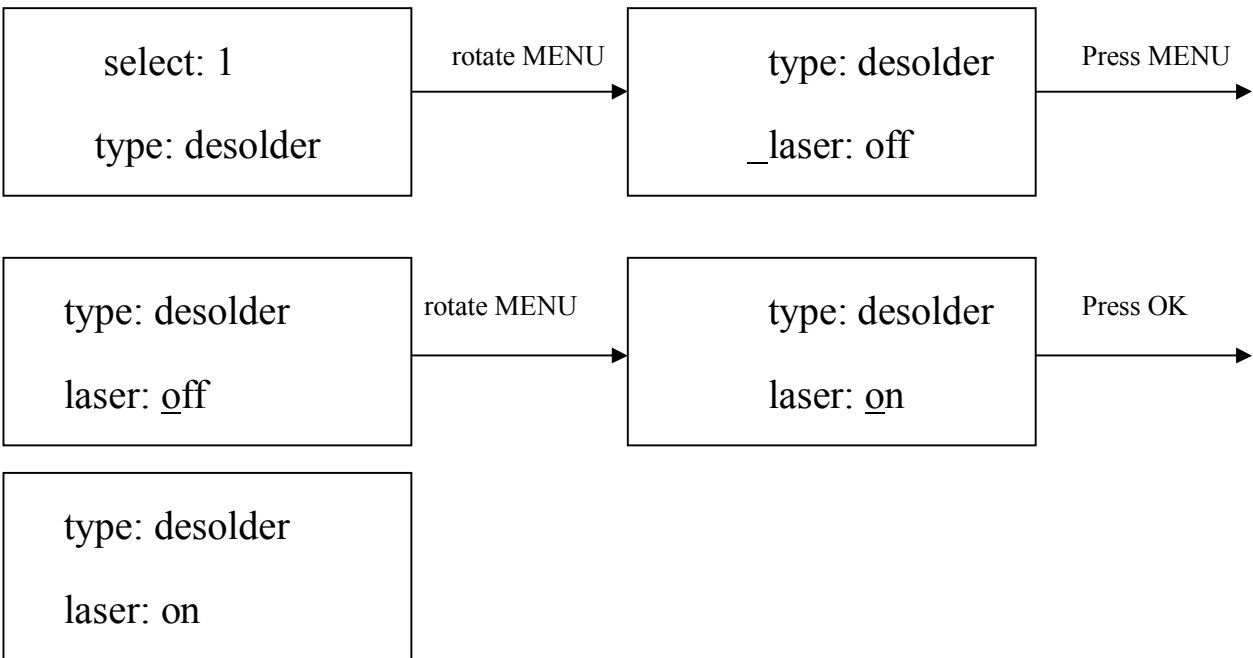 select: 1
type: desolder
rotate MENU
type: desolder
_laser: off
Press MENU
type: desolder
laser: off
rotate MENU
type: desolder
laser: on
Press OK
type: desolder
laser: on